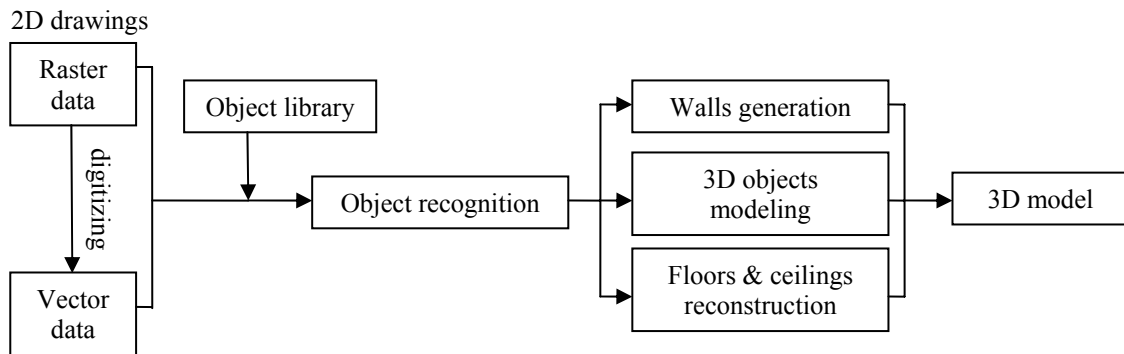 2D drawings
Raster
data
digitizing
Vector
data
Object library
Object recognition
Walls generation
3D objects
modeling
Floors & ceilings
reconstruction
3D model